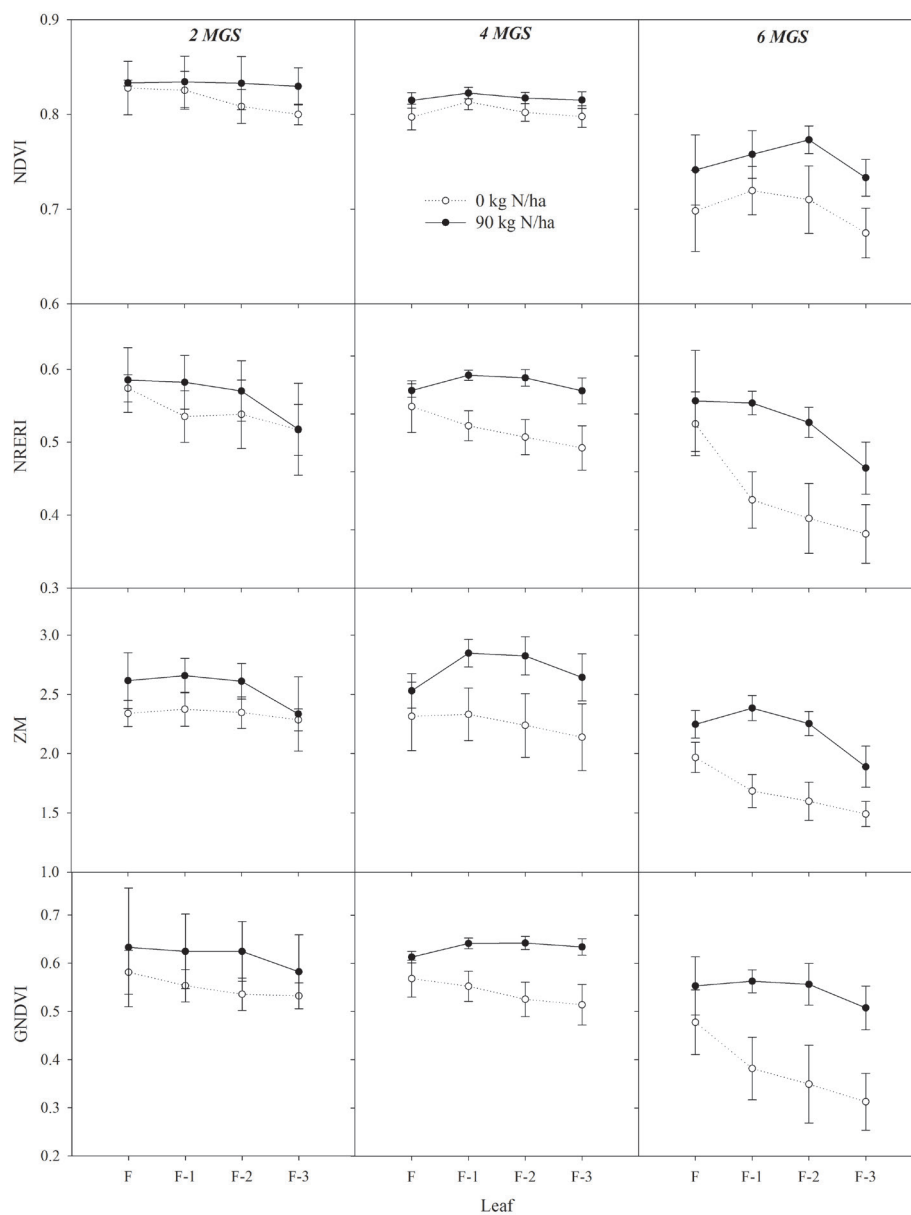 2 MGS
4 MGS
6 MGS
NDVI
0.9
0.8
0.7
0.6
0 kg N/ha
90 kg N/ha
NRERI
0.6
0.5
0.4
0.3
ZM
3.0
2.5
2.0
1.5
1.0
GNDVI
0.7
0.6
0.5
0.4
0.3
0.2
F F-1 F-2 F-3 F F-1 F-2 F-3 F F-1 F-2 F-3
Leaf